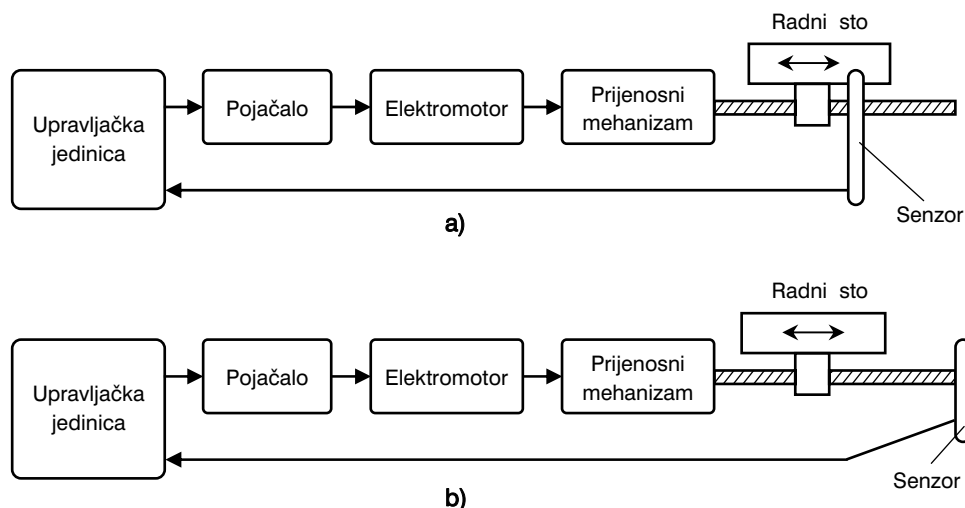 Radni sto
Upravljačka
jedinica
Pojačalo
Elektromotor
Prijenosni
mehanizam
Senzor
a)
Radni sto
Upravljačka
jedinica
Pojačalo
Elektromotor
Prijenosni
mehanizam
Senzor
b)